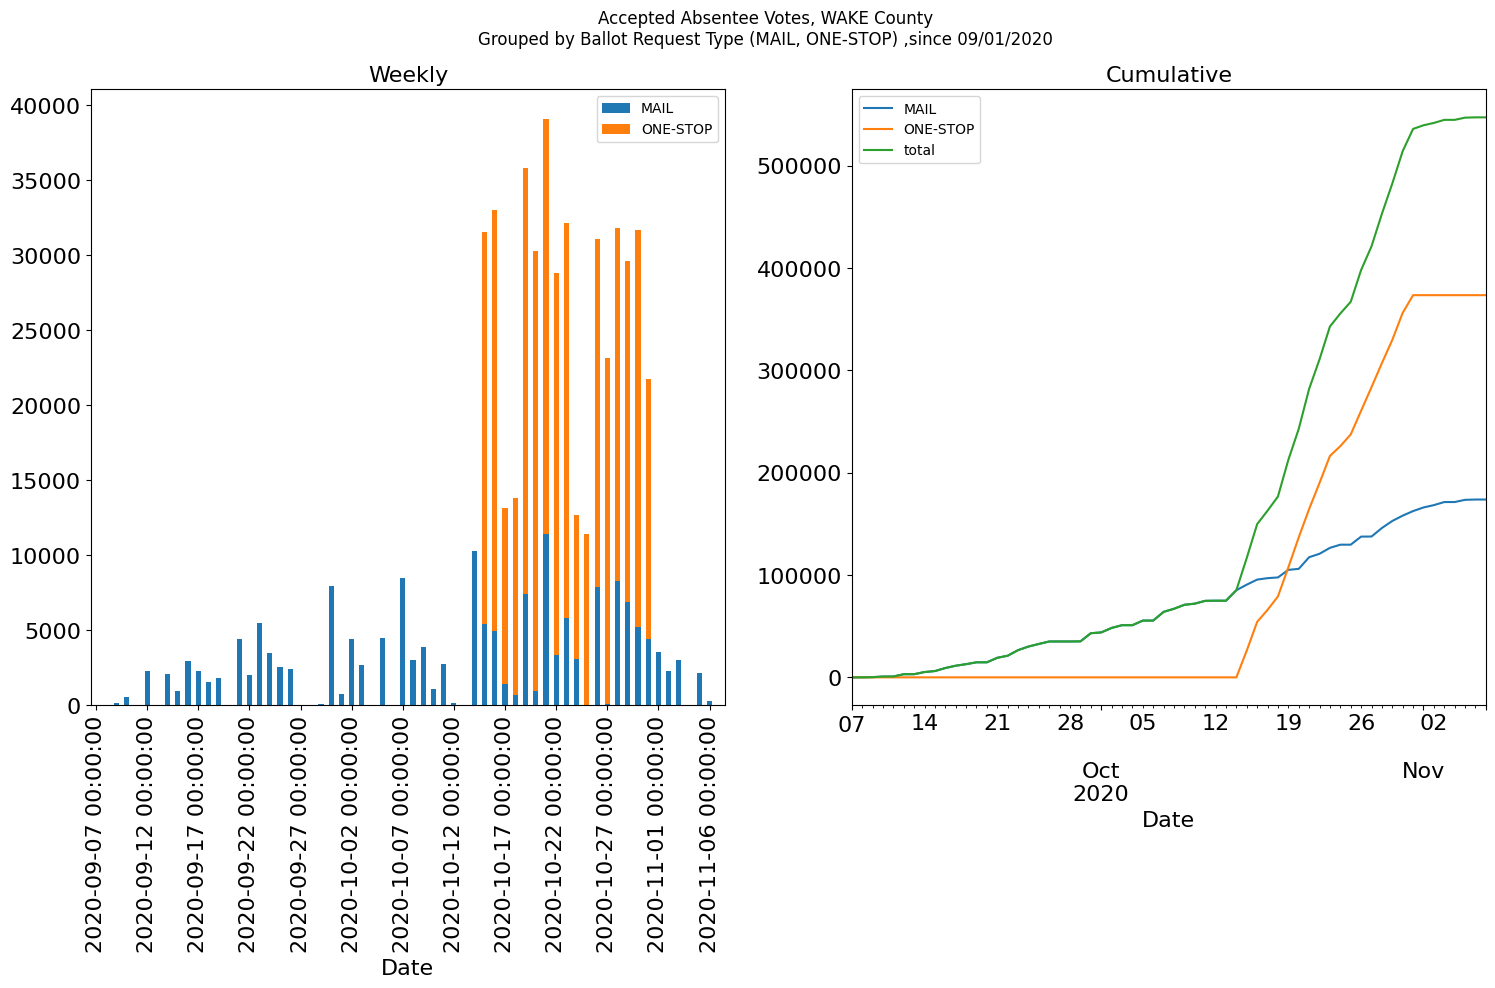 Accepted Absentee Votes, WAKE County
Grouped by Ballot Request Type (MAIL, ONE-STOP) ,since 09/01/2020
Weekly
40000
35000
30000
25000
20000
15000
10000
5000
0
MAIL
ONE-STOP
2020-09-07 00:00:00
2020-09-12 00:00:00
2020-09-17 00:00:00
2020-09-22 00:00:00
2020-09-27 00:00:00
2020-10-02 00:00:00
2020-10-07 00:00:00
2020-10-12 00:00:00
2020-10-17 00:00:00
2020-10-22 00:00:00
2020-10-27 00:00:00
2020-11-01 00:00:00
2020-11-06 00:00:00
Date
Cumulative
MAIL
ONE-STOP
total
500000
400000
300000
200000
100000
0
07 14 21 28 05 12 19 26 02
Oct Nov
2020
Date